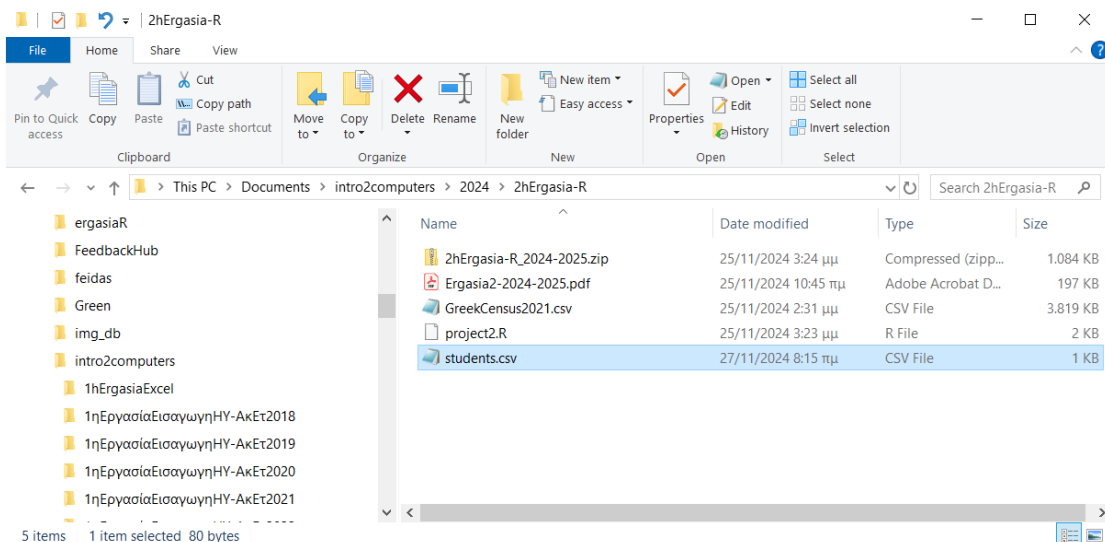 2hErgasia-R
File Home Share View
Pin to Quick access
Copy
Paste
Cut
Copy path
Paste shortcut
Clipboard
Move to
Copy to
Delete
Rename
Organize
New folder
New item
Easy access
New
Properties
Open
Edit
History
Open
Select all
Select none
Invert selection
Select
This PC > Documents > intro2computers > 2024 > 2hErgasia-R
Search 2hErgasia-R
ergasiaR
FeedbackHub
feidas
Green
img_db
intro2computers
1hErgasiaExcel
1ηΕργασίαΕισαγωγηΗΥ-ΑκΕτ2018
1ηΕργασίαΕισαγωγηΗΥ-ΑκΕτ2019
1ηΕργασίαΕισαγωγηΗΥ-ΑκΕτ2020
1ηΕργασίαΕισαγωγηΗΥ-ΑκΕτ2021
Name Date modified Type Size
2hErgasia-R_2024-2025.zip 25/11/2024 3:24 μμ Compressed (zipp... 1.084 KB
Ergasia2-2024-2025.pdf 25/11/2024 10:45 πμ Adobe Acrobat D... 197 KB
GreekCensus2021.csv 25/11/2024 2:31 μμ CSV File 3.819 KB
project2.R 25/11/2024 3:23 μμ R File 2 KB
students.csv 27/11/2024 8:15 πμ CSV File 1 KB
5 items 1 item selected 80 bytes